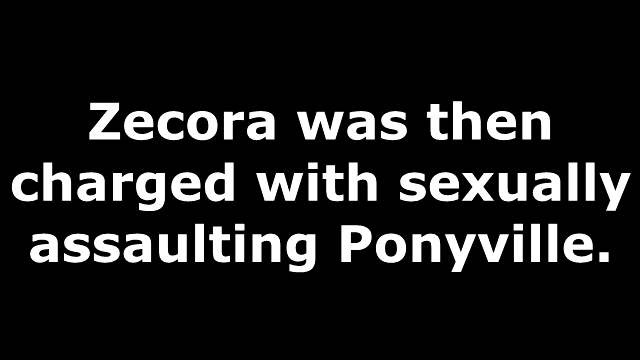 Zecora was then
charged with sexually
assaulting Ponyville.